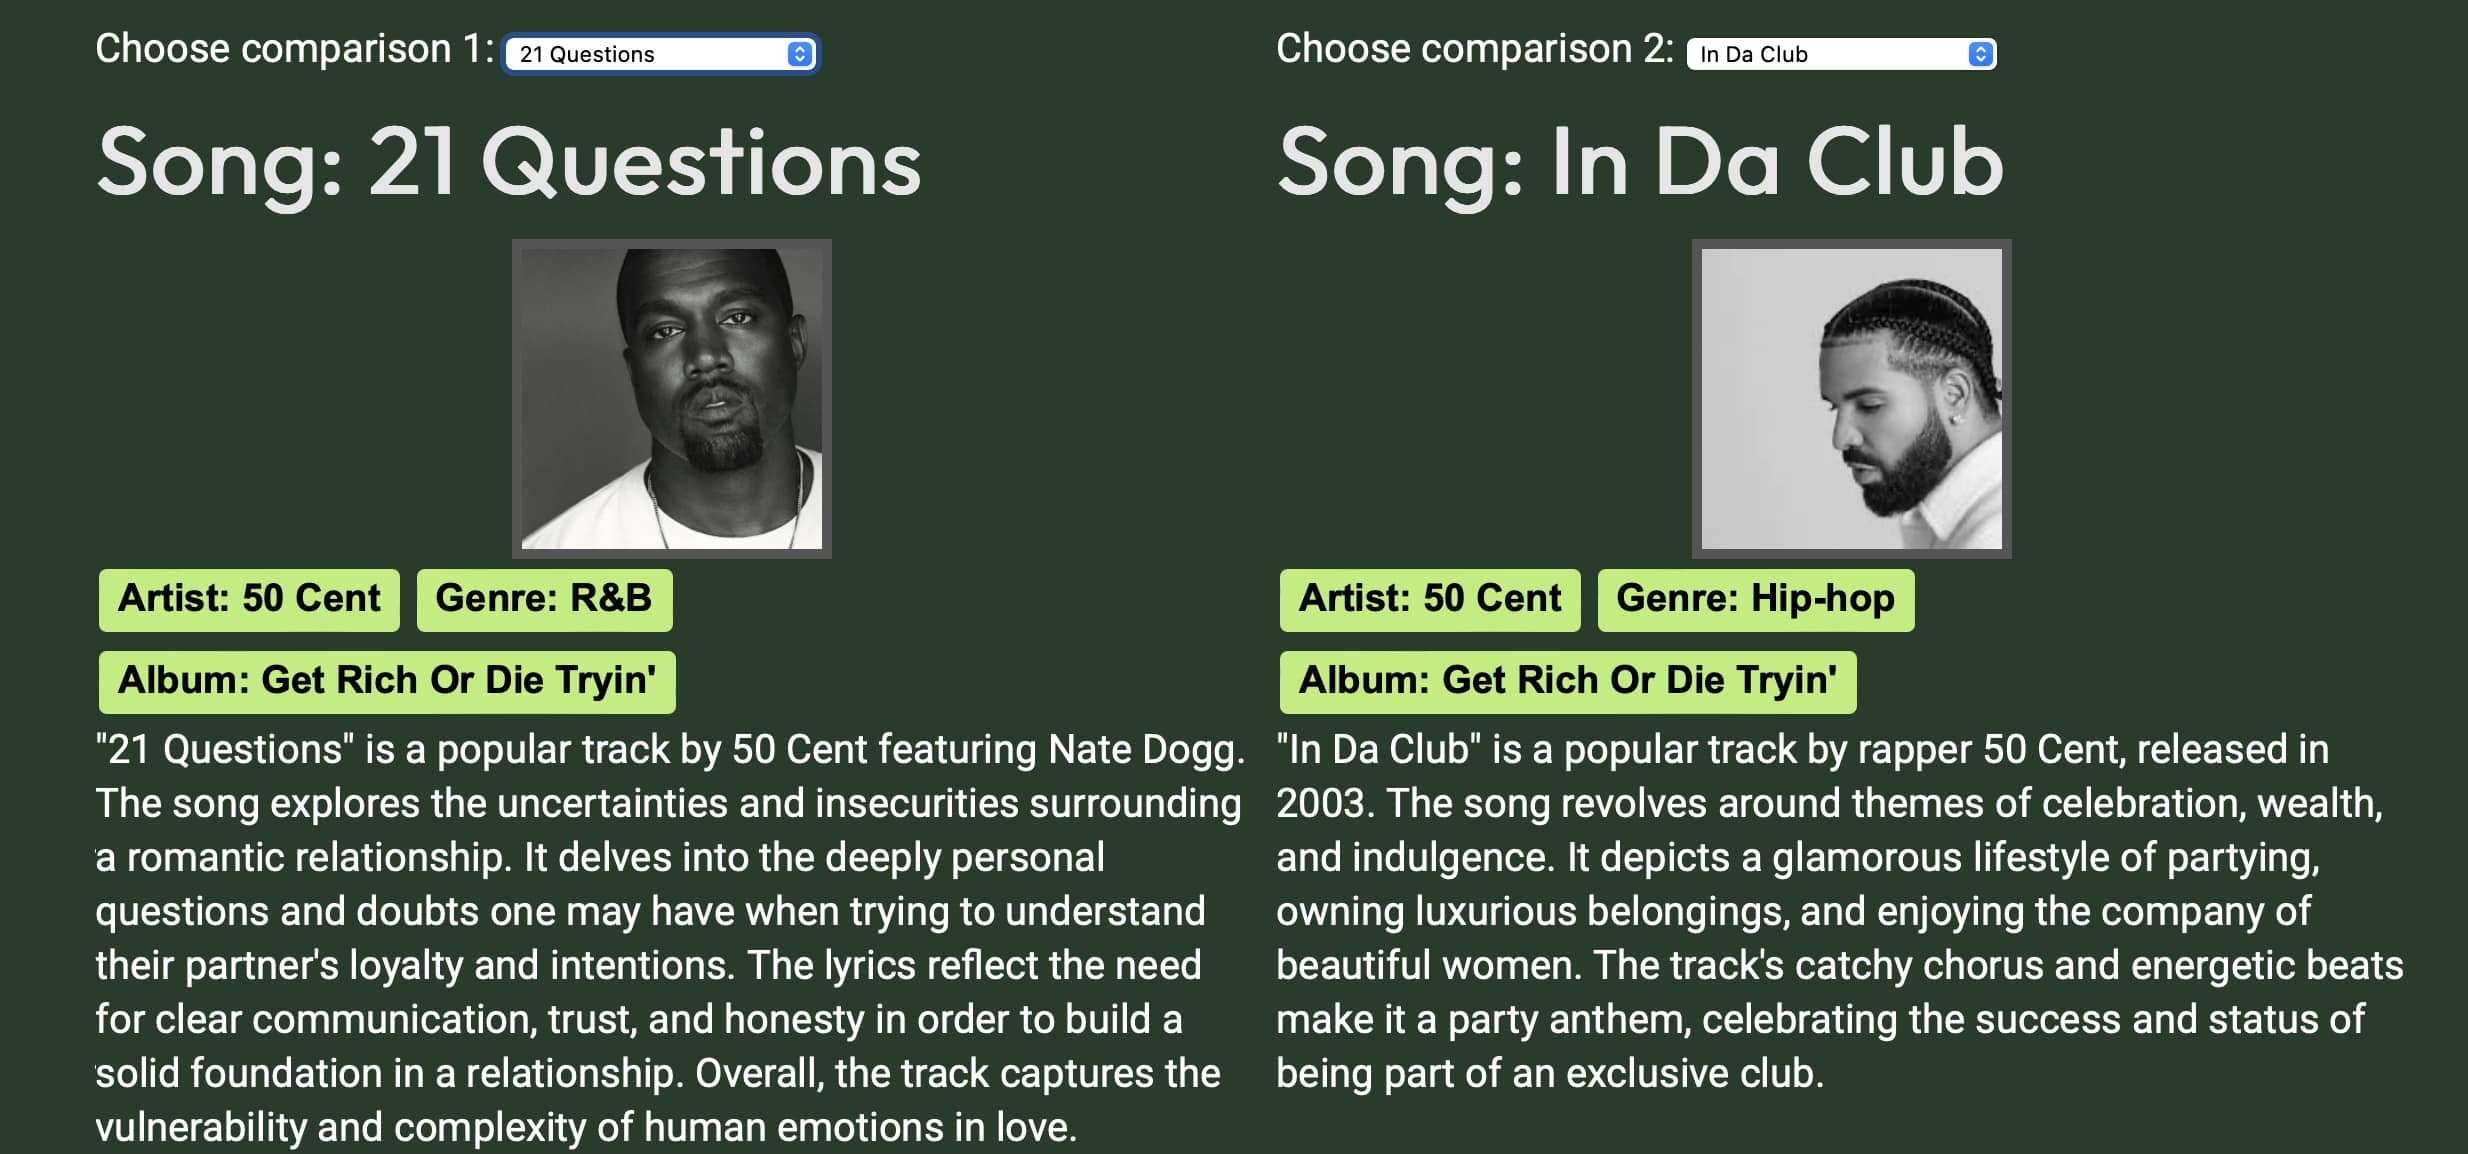 Choose comparison 1: 21 Questions
Song: 21 Questions
Artist: 50 Cent Genre: R&B
Album: Get Rich Or Die Tryin'
"21 Questions" is a popular track by 50 Cent featuring Nate Dogg.
The song explores the uncertainties and insecurities surrounding
a romantic relationship. It delves into the deeply personal
questions and doubts one may have when trying to understand
their partner's loyalty and intentions. The lyrics reflect the need
for clear communication, trust, and honesty in order to build a
solid foundation in a relationship. Overall, the track captures the
vulnerability and complexity of human emotions in love.
Choose comparison 2: In Da Club
Song: In Da Club
Artist: 50 Cent Genre: Hip-hop
Album: Get Rich Or Die Tryin'
"In Da Club" is a popular track by rapper 50 Cent, released in
2003. The song revolves around themes of celebration, wealth,
and indulgence. It depicts a glamorous lifestyle of partying,
owning luxurious belongings, and enjoying the company of
beautiful women. The track's catchy chorus and energetic beats
make it a party anthem, celebrating the success and status of
being part of an exclusive club.